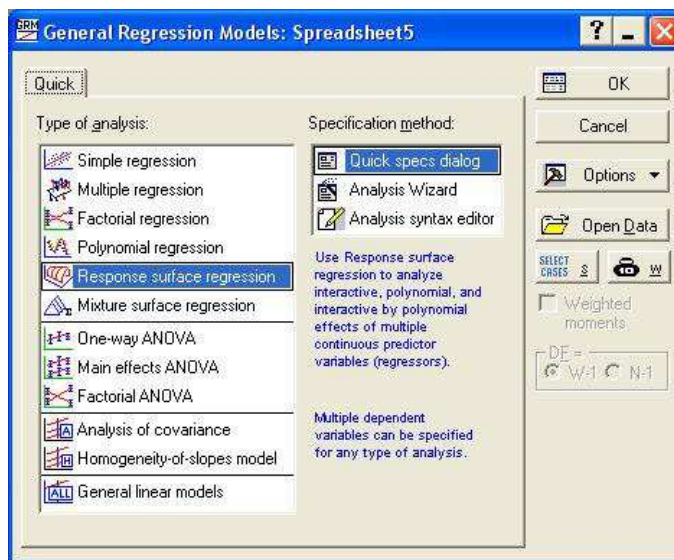 GRM General Regression Models: Spreadsheet5
Quick
Type of analysis:
Simple regression
Multiple regression
Factorial regression
Polynomial regression
Response surface regression
Mixture surface regression
One-way ANOVA
Main effects ANOVA
Factorial ANOVA
Analysis of covariance
Homogeneity-of-slopes model
ALL General linear models
Specification method:
Quick specs dialog
Analysis Wizard
Analysis syntax editor
Use Response surface
regression to analyze
interactive, polynomial, and
interactive by polynomial
effects of multiple
continuous predictor
variables (regressors).
Multiple dependent
variables can be specified
for any type of analysis.
OK
Cancel
Options
Open Data
SELECT CASES S W
Weighted
moments
DF =
W-1 N-1